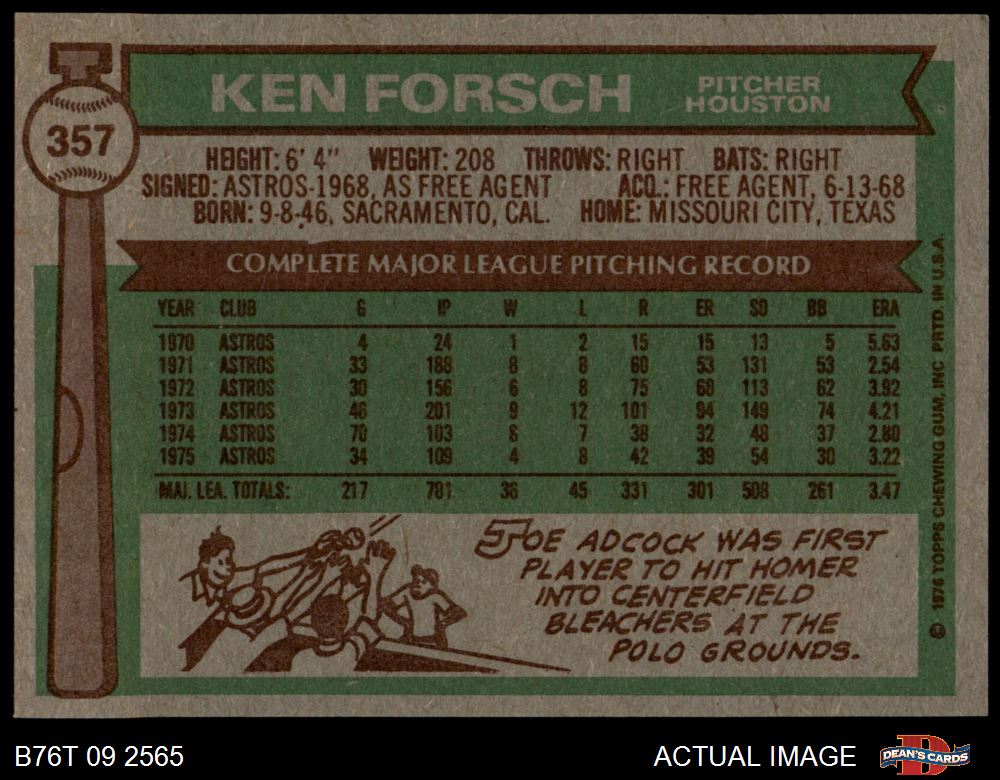 KEN FORSCH
PITCHER
HOUSTON
357
HEIGHT: 6' 4" WEIGHT: 208 THROWS: RIGHT BATS: RIGHT
SIGNED: ASTROS-1968, AS FREE AGENT ACQ.: FREE AGENT, 6-13-68
BORN: 9-8-46, SACRAMENTO, CAL. HOME: MISSOURI CITY, TEXAS
COMPLETE MAJOR LEAGUE PITCHING RECORD
YEAR CLUB G IP W L R ER SO BB ERA
1970 ASTROS 4 24 1 2 15 15 13 5 5.63
1971 ASTROS 33 188 8 8 60 53 131 53 2.54
1972 ASTROS 30 156 6 8 75 68 113 62 3.92
1973 ASTROS 46 201 9 12 101 94 149 74 4.21
1974 ASTROS 70 103 8 7 38 32 48 37 2.80
1975 ASTROS 34 109 4 8 42 39 54 30 3.22
MAJ. LEA. TOTALS: 217 781 36 45 331 301 508 261 3.47
JOE ADCOCK WAS FIRST
PLAYER TO HIT HOMER
INTO CENTERFIELD
BLEACHERS AT THE
POLO GROUNDS.
© 1976 TOPPS CHEWING GUM, INC PRTD. IN U.S.A.
B76T 09 2565
ACTUAL IMAGE
DEAN'S CARDS